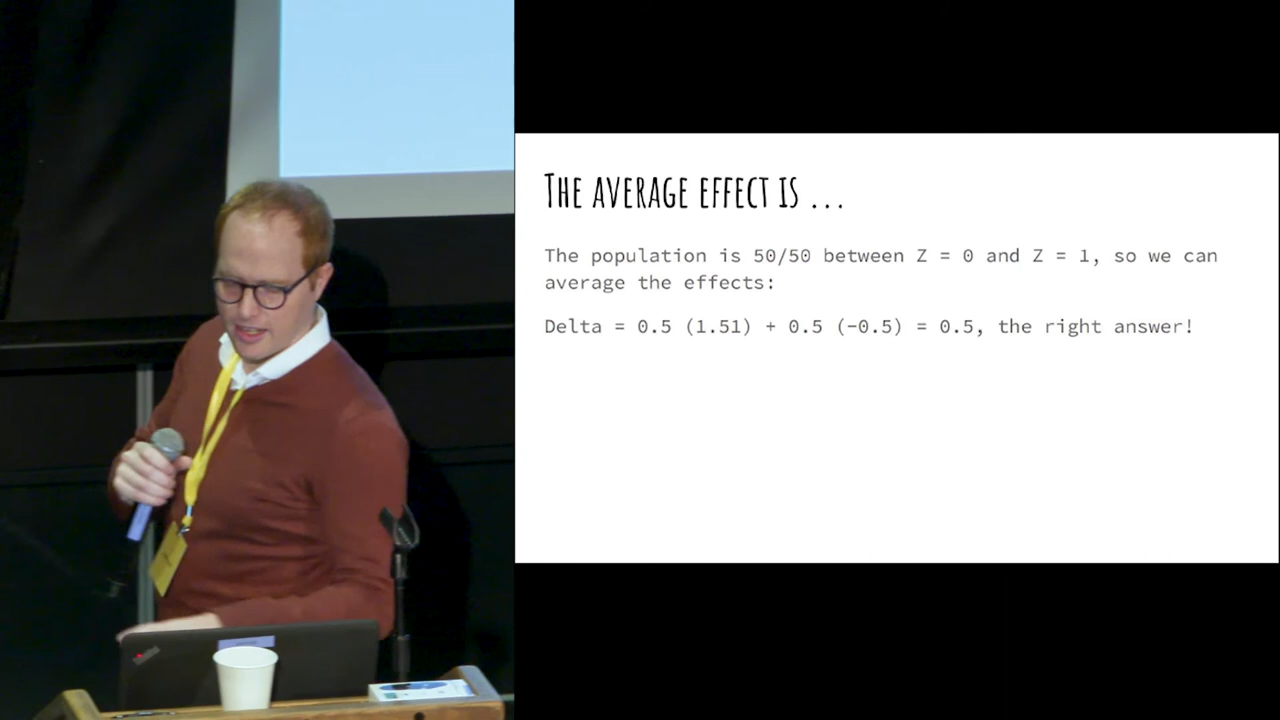 The average effect is ...
The population is 50/50 between Z = 0 and Z = 1, so we can
average the effects:
Delta = 0.5 (1.51) + 0.5 (-0.5) = 0.5, the right answer!